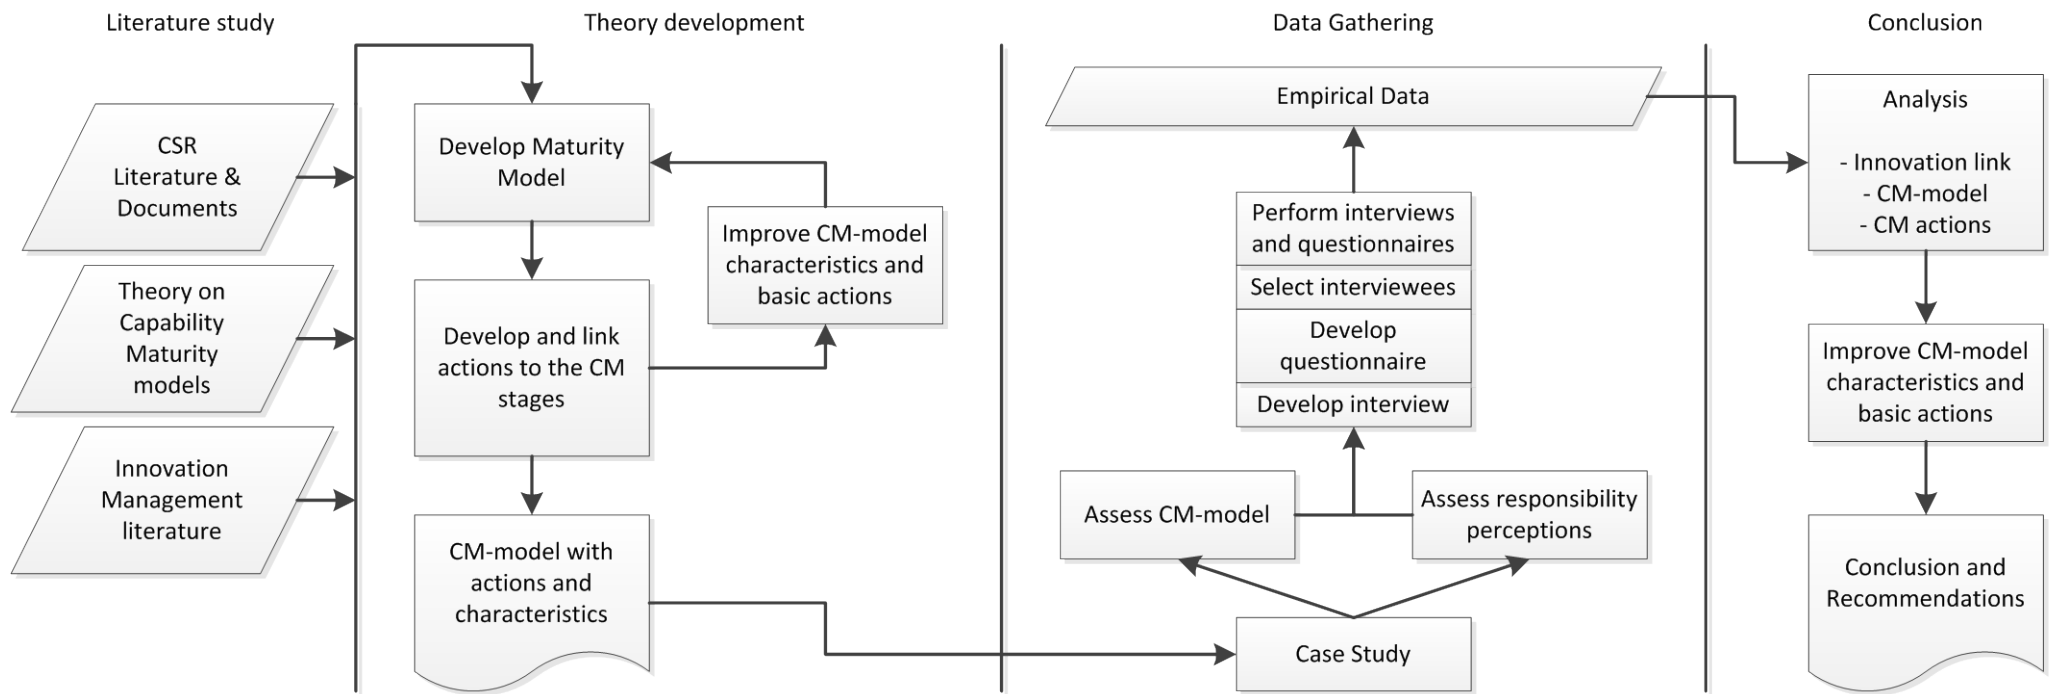 Literature study
CSR
Literature &
Documents
Theory on
Capability
Maturity
models
Innovation
Management
literature
Theory development
Develop Maturity
Model
Improve CM-model
characteristics and
basic actions
Develop and link
actions to the CM
stages
CM-model with
actions and
characteristics
Data Gathering
Empirical Data
Perform interviews
and questionnaires
Select interviewees
Develop
questionnaire
Develop interview
Assess CM-model
Assess responsibility
perceptions
Case Study
Conclusion
Analysis
- Innovation link
- CM-model
- CM actions
Improve CM-model
characteristics and
basic actions
Conclusion and
Recommendations